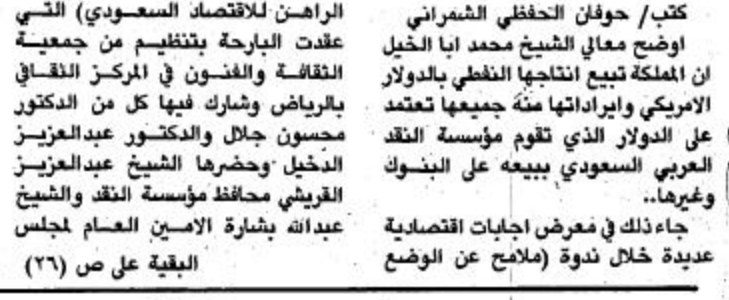 كتب/ حوفان الحفظي الشمراني
اوضح معالي الشيخ محمد ابا الخيل
ان المملكة تبيع انتاجها النفطي بالدولار
الامريكي وايراداتها منه جميعها تعتمد
على الدولار الذي تقوم مؤسسة النقد
العربي السعودي ببيعه على البنوك
وغيرها..
جاء ذلك في معرض اجابات اقتصادية
عديدة خلال ندوة (ملامح عن الوضع
الراهن للاقتصاد السعودي) التي
عقدت البارحة بتنظيم من جمعية
الثقافة والفنون في المركز الثقافي
بالرياض وشارك فيها كل من الدكتور
محسون جلال والدكتور عبدالعزيز
الدخيل وحضرها الشيخ عبدالعزيز
القريشي محافظ مؤسسة النقد والشيخ
عبدالله بشارة الامين العام لمجلس
البقية على ص (٢٦)